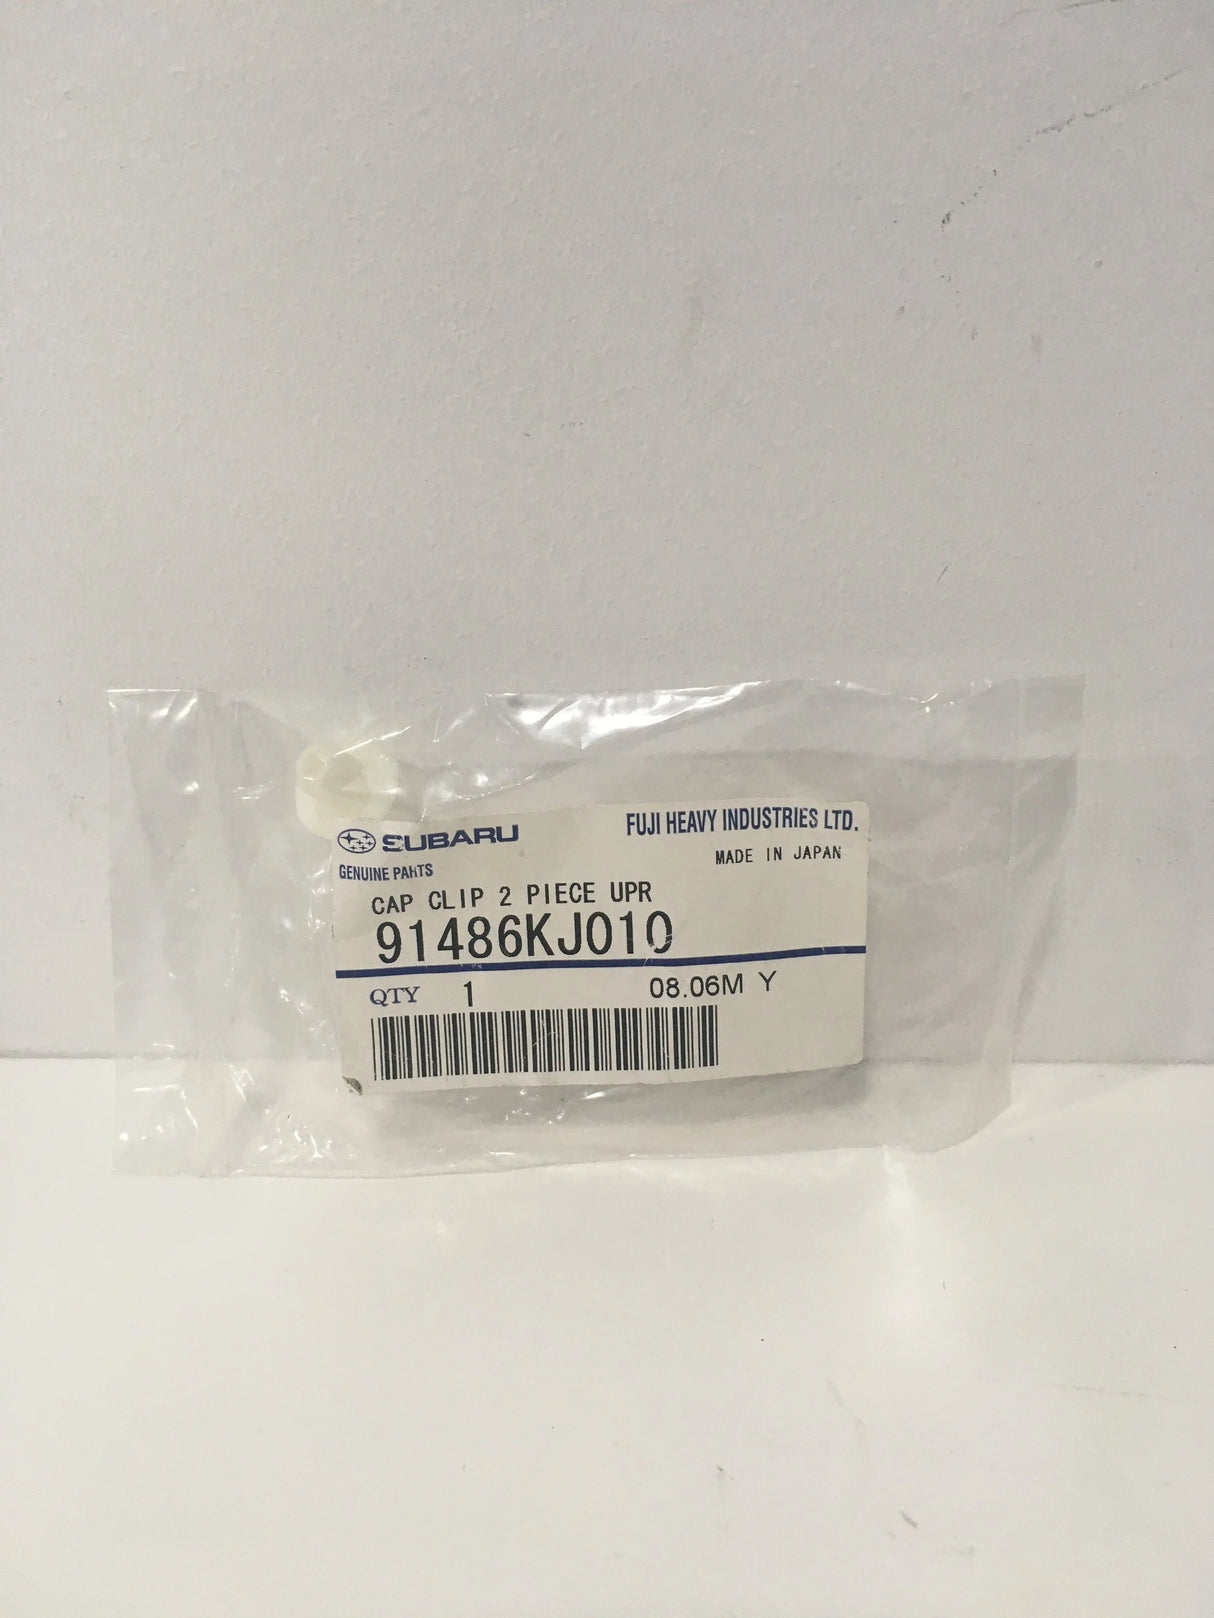 SUBARU
FUJI HEAVY INDUSTRIES LTD.
GENUINE PARTS
MADE IN JAPAN
CAP CLIP 2 PIECE UPR
91486KJ010
QTY 1 08.06M Y